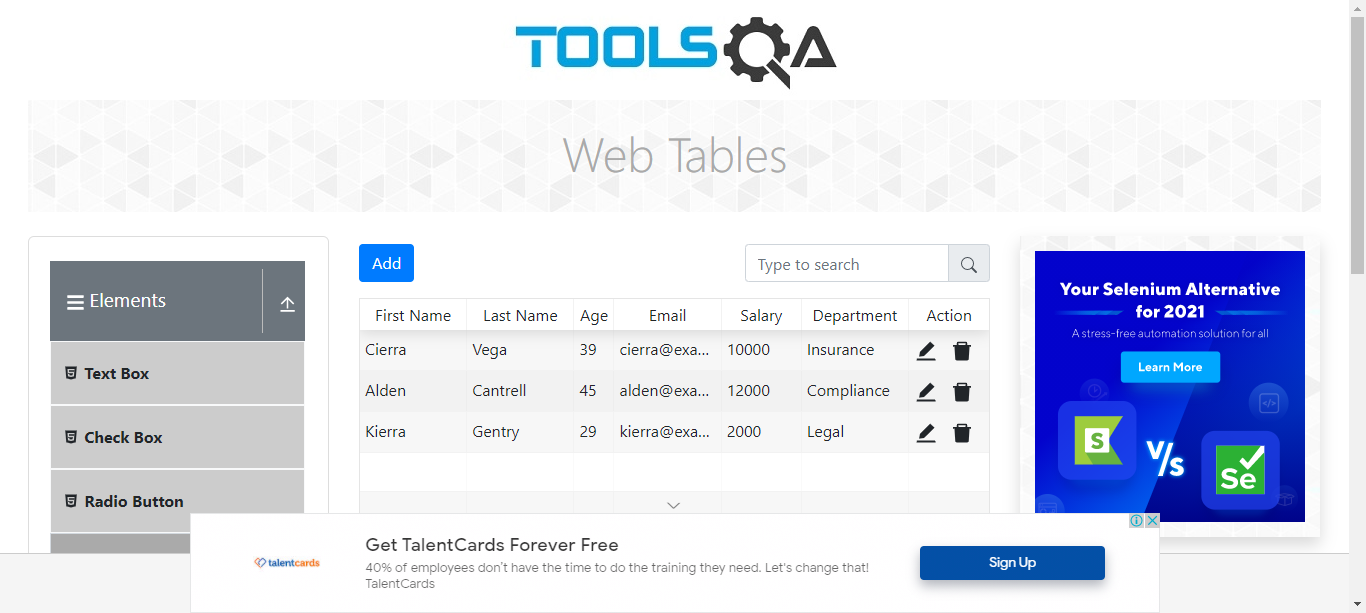 TOOLSQA
Web Tables
Elements
Text Box
Check Box
Radio Button
Add
Type to search
First Name Last Name Age Email Salary Department Action
Cierra Vega 39 cierra@exa... 10000 Insurance
Alden Cantrell 45 alden@exa... 12000 Compliance
Kierra Gentry 29 kierra@exa... 2000 Legal
Your Selenium Alternative
for 2021
A stress-free automation solution for all
Learn More
S
V/s
Se
talentcards
Get TalentCards Forever Free
40% of employees don't have the time to do the training they need. Let's change that!
TalentCards
Sign Up